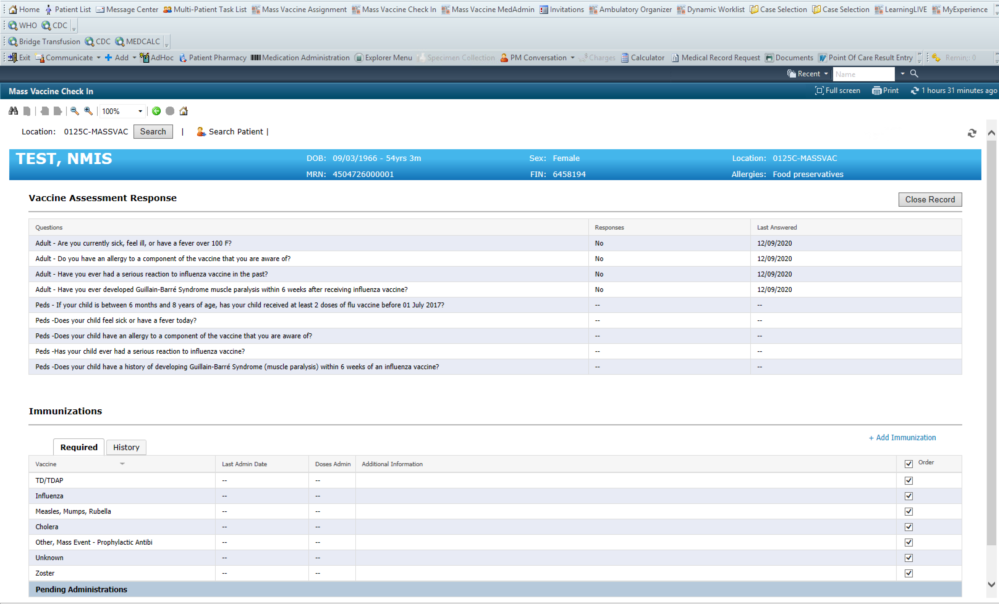 Home Patient List Message Center Multi-Patient Task List Mass Vaccine Assignment Mass Vaccine Check In Mass Vaccine MedAdmin Invitations Ambulatory Organizer Dynamic Worklist Case Selection Case Selection LearningLIVE MyExperience
WHO CDC
Bridge Transfusion CDC MEDCALC
Exit Communicate Add AdHoc Patient Pharmacy Medication Administration Explorer Menu Specimen Collection PM Conversation Charges Calculator Medical Record Request Documents Point Of Care Result Entry Remin;: 0
Recent Name
Mass Vaccine Check In Full screen Print 1 hours 31 minutes ago
100%
Location: 0125C-MASSVAC Search | Search Patient |
TEST, NMIS DOB: 09/03/1966 - 54yrs 3m Sex: Female Location: 0125C-MASSVAC
MRN: 4504726000001 FIN: 6458194 Allergies: Food preservatives
Vaccine Assessment Response Close Record
Questions Responses Last Answered
Adult - Are you currently sick, feel ill, or have a fever over 100 F? No 12/09/2020
Adult - Do you have an allergy to a component of the vaccine that you are aware of? No 12/09/2020
Adult - Have you ever had a serious reaction to influenza vaccine in the past? No 12/09/2020
Adult - Have you ever developed Guillain-Barré Syndrome muscle paralysis within 6 weeks after receiving influenza vaccine? No 12/09/2020
Peds - If your child is between 6 months and 8 years of age, has your child received at least 2 doses of flu vaccine before 01 July 2017? -- --
Peds -Does your child feel sick or have a fever today? -- --
Peds -Does your child have an allergy to a component of the vaccine that you are aware of? -- --
Peds -Has your child ever had a serious reaction to influenza vaccine? -- --
Peds -Does your child have a history of developing Guillain-Barré Syndrome (muscle paralysis) within 6 weeks of an influenza vaccine? -- --
Immunizations
+ Add Immunization
Required History
Vaccine Last Admin Date Doses Admin Additional Information Order
TD/TDAP -- --
Influenza -- --
Measles, Mumps, Rubella -- --
Cholera -- --
Other, Mass Event - Prophylactic Antibi -- --
Unknown -- --
Zoster -- --
Pending Administrations